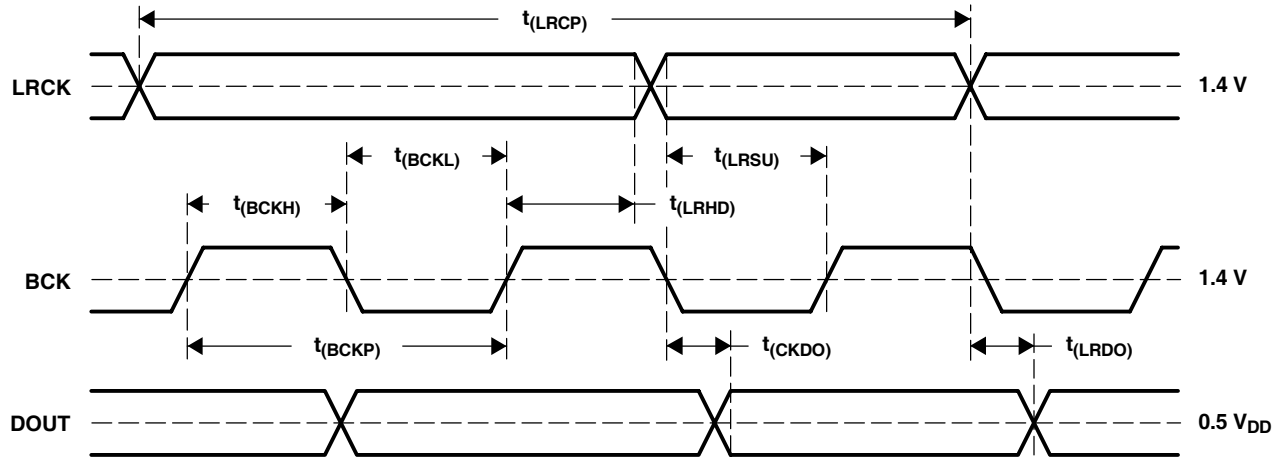 t(LRCP)
LRCK
1.4 V
t(BCKL)
t(LRSU)
t(BCKH)
t(LRHD)
BCK
1.4 V
t(BCKP)
t(CKDO)
t(LRDO)
DOUT
0.5 VDD